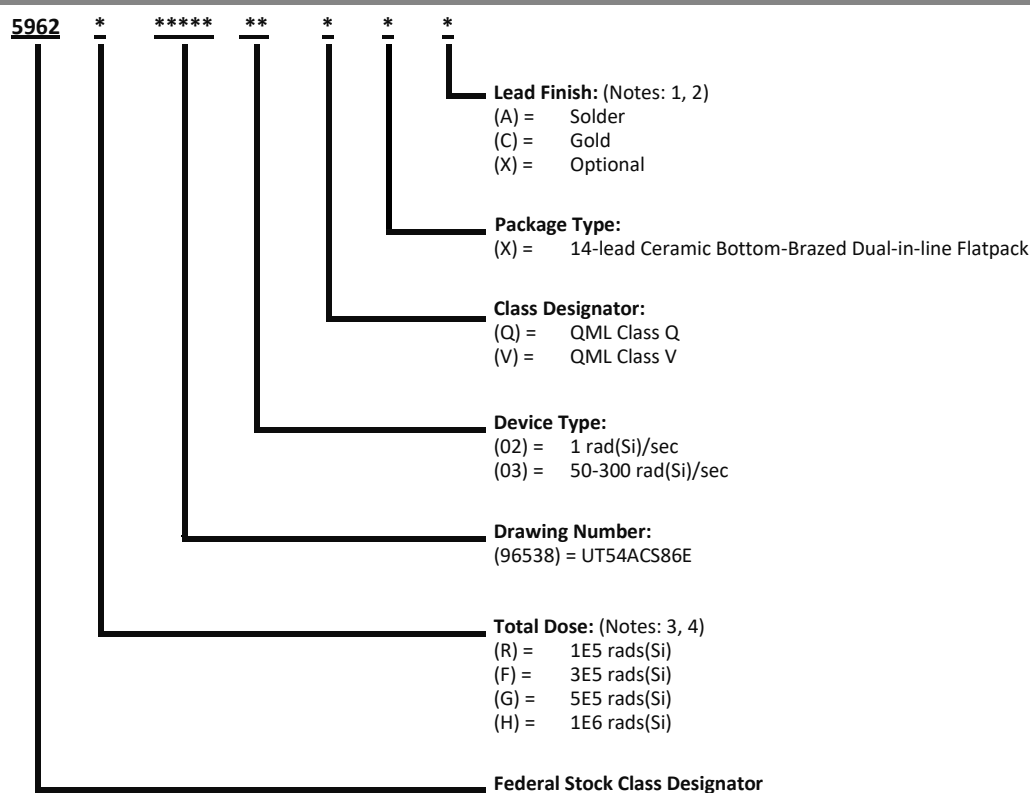 5962 * ***** ** * * *
Lead Finish: (Notes: 1, 2)
(A) = Solder
(C) = Gold
(X) = Optional
Package Type:
(X) = 14-lead Ceramic Bottom-Brazed Dual-in-line Flatpack
Class Designator:
(Q) = QML Class Q
(V) = QML Class V
Device Type:
(02) = 1 rad(Si)/sec
(03) = 50-300 rad(Si)/sec
Drawing Number:
(96538) = UT54ACS86E
Total Dose: (Notes: 3, 4)
(R) = 1E5 rads(Si)
(F) = 3E5 rads(Si)
(G) = 5E5 rads(Si)
(H) = 1E6 rads(Si)
Federal Stock Class Designator